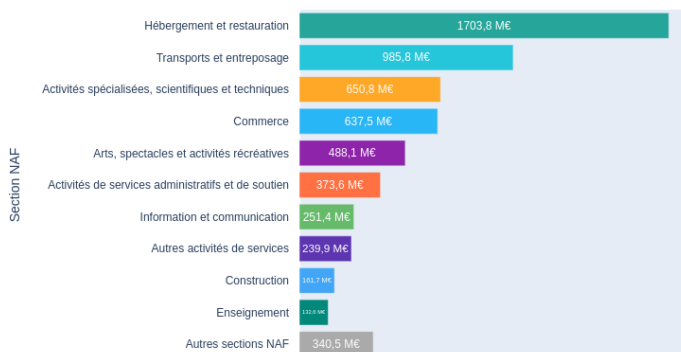 Section NAF
Hébergement et restauration 1703,8 M€
Transports et entreposage 985,8 M€
Activités spécialisées, scientifiques et techniques 650,8 M€
Commerce 637,5 M€
Arts, spectacles et activités récréatives 488,1 M€
Activités de services administratifs et de soutien 373,6 M€
Information et communication 251,4 M€
Autres activités de services 239,9 M€
Construction 161,7 M€
Enseignement 132,6 M€
Autres sections NAF 340,5 M€